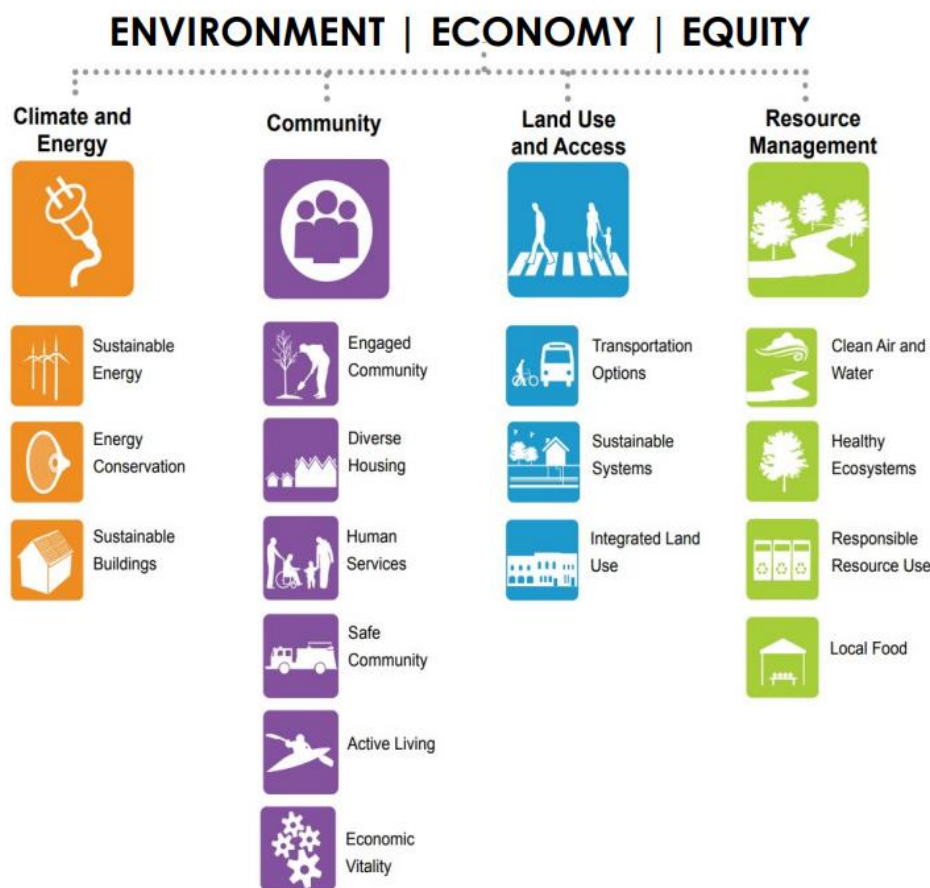 ENVIRONMENT | ECONOMY | EQUITY
Climate and
Energy
Sustainable
Energy
Energy
Conservation
Sustainable
Buildings
Community
Engaged
Community
Diverse
Housing
Human
Services
Safe
Community
Active Living
Economic
Vitality
Land Use
and Access
Transportation
Options
Sustainable
Systems
Integrated Land
Use
Resource
Management
Clean Air and
Water
Healthy
Ecosystems
Responsible
Resource Use
Local Food